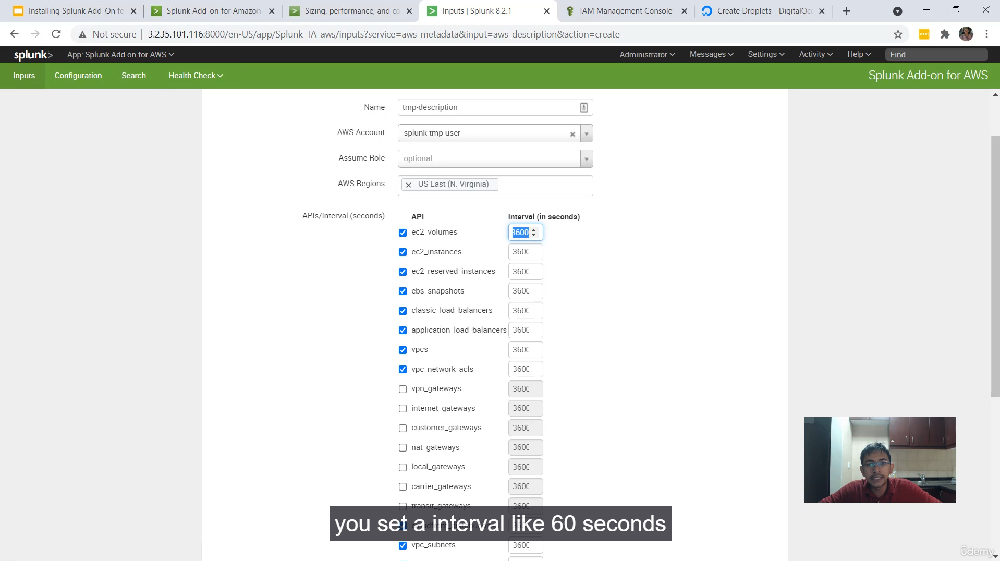 Installing Splunk Add-On fo
Splunk Add-on for Amazon
Sizing, performance, and co
Inputs | Splunk 8.2.1
IAM Management Console
Create Droplets - DigitalOce
Not secure
3.235.101.116:8000/en-US/app/Splunk_TA_aws/inputs?service=aws_metadata&input=aws_description&action=create
splunk>
App: Splunk Add-on for AWS
Administrator
Messages
Settings
Activity
Help
Find
Inputs
Configuration
Search
Health Check
Splunk Add-on for AWS
Name
tmp-description
AWS Account
splunk-tmp-user
Assume Role
optional
AWS Regions
US East (N. Virginia)
APIs/Interval (seconds)
API
Interval (in seconds)
ec2_volumes
3600
ec2_instances
3600
ec2_reserved_instances
3600
ebs_snapshots
3600
classic_load_balancers
3600
application_load_balancers
3600
vpcs
3600
vpc_network_acls
3600
vpn_gateways
3600
internet_gateways
3600
customer_gateways
3600
nat_gateways
3600
local_gateways
3600
carrier_gateways
3600
transit_gateways
3600
you set a interval like 60 seconds
vpc_subnets
3600
udemy